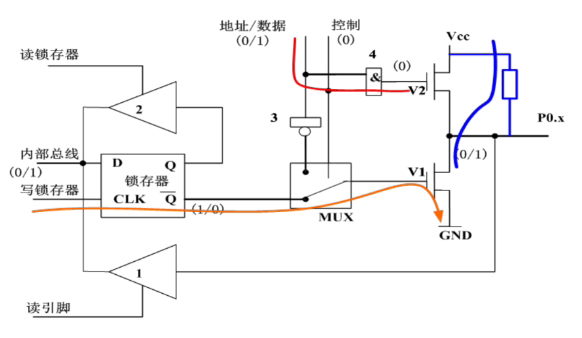 地址/数据 控制
(0/1) (0)
Vcc
读锁存器
4
(0)
&
V2
2
3
P0.x
内部总线
(0/1)
D Q
锁存器
CLK Q̅
写锁存器
(1/0)
MUX
V1
(0/1)
GND
1
读引脚